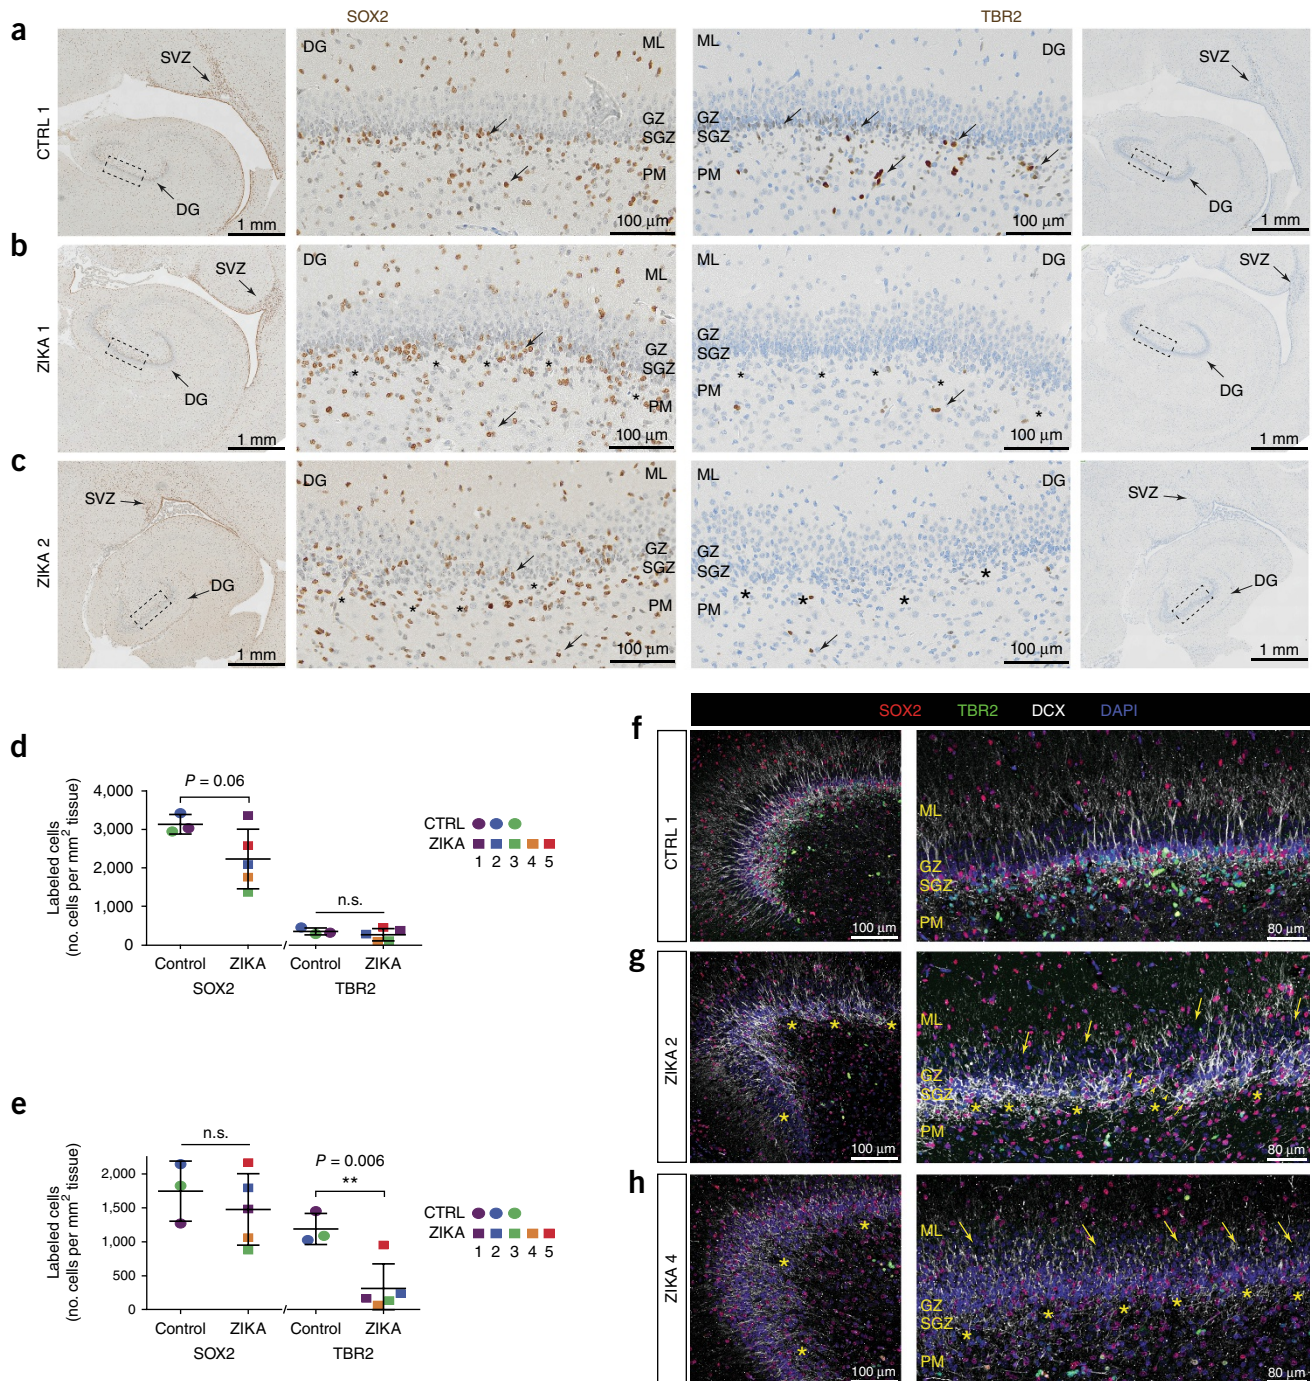 SOX2
TBR2
a
CTRL 1
SVZ
DG
1 mm
DG
ML
GZ
SGZ
PM
100 μm
ML
DG
GZ
SGZ
PM
100 μm
SVZ
DG
1 mm
b
ZIKA 1
SVZ
DG
1 mm
DG
ML
GZ
SGZ
* * * * *
PM
100 μm
ML
DG
GZ
SGZ
* * * * *
PM
100 μm
SVZ
DG
1 mm
c
ZIKA 2
SVZ
DG
1 mm
DG
ML
GZ
SGZ
* * * * *
PM
100 μm
ML
DG
GZ
SGZ
* * * *
PM
100 μm
SVZ
DG
1 mm
d
Labeled cells
(no. cells per mm² tissue)
4,000
3,000
2,000
1,000
0
P = 0.06
n.s.
Control ZIKA Control ZIKA
SOX2 TBR2
CTRL
ZIKA
1 2 3 4 5
e
Labeled cells
(no. cells per mm² tissue)
2,000
1,500
1,000
500
0
n.s.
P = 0.006
**
Control ZIKA Control ZIKA
SOX2 TBR2
CTRL
ZIKA
1 2 3 4 5
SOX2 TBR2 DCX DAPI
f
CTRL 1
100 μm
ML
GZ
SGZ
PM
80 μm
g
ZIKA 2
* * * *
100 μm
ML
GZ
SGZ
* * * * *
PM
80 μm
h
ZIKA 4
* * *
100 μm
ML
GZ
SGZ
* * * * * *
PM
80 μm